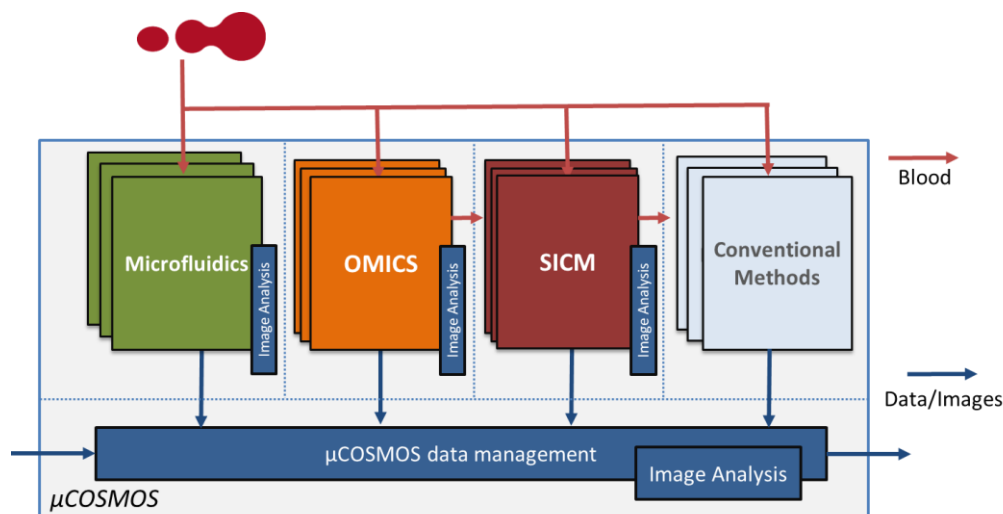 Blood
Microfluidics
Image Analysis
OMICS
Image Analysis
SICM
Image Analysis
Conventional
Methods
Data/Images
µCOSMOS data management
Image Analysis
µCOSMOS